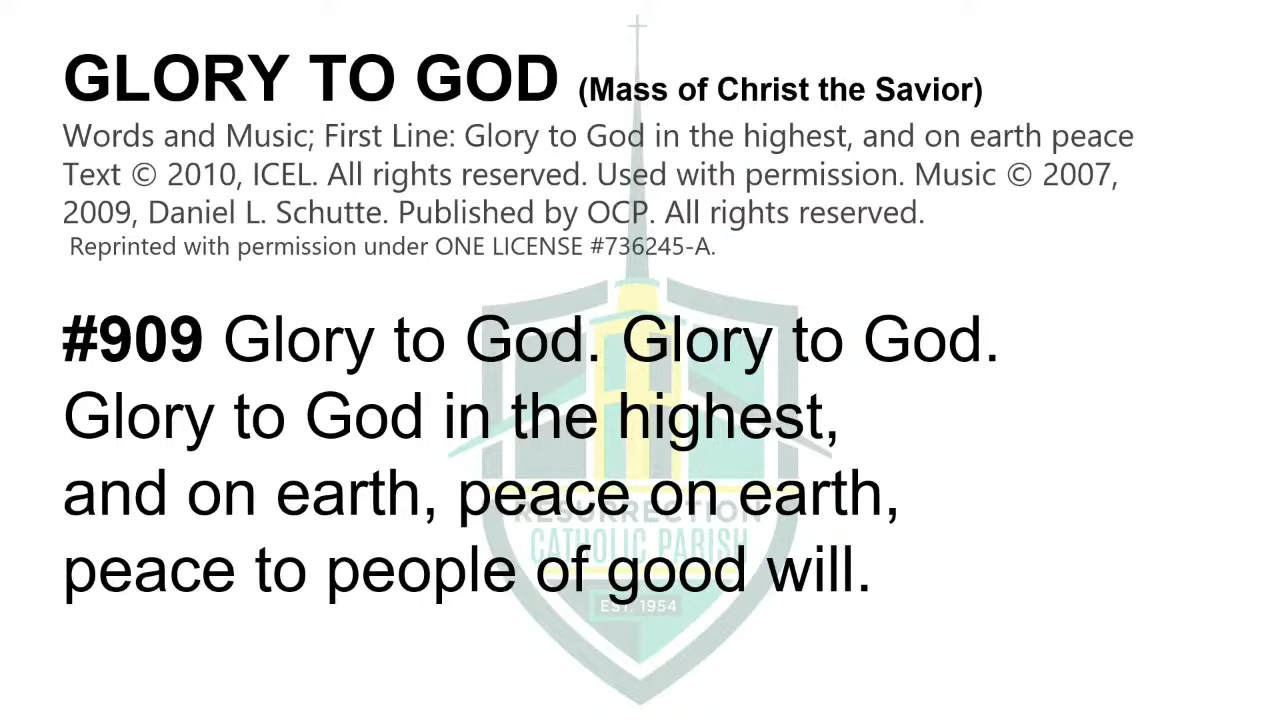 GLORY TO GOD (Mass of Christ the Savior)
Words and Music; First Line: Glory to God in the highest, and on earth peace
Text © 2010, ICEL. All rights reserved. Used with permission. Music © 2007,
2009, Daniel L. Schutte. Published by OCP. All rights reserved.
Reprinted with permission under ONE LICENSE #736245-A.
#909 Glory to God. Glory to God.
Glory to God in the highest,
and on earth, peace on earth,
RESURRECTION
CATHOLIC PARISH
peace to people of good will.
EST. 1954